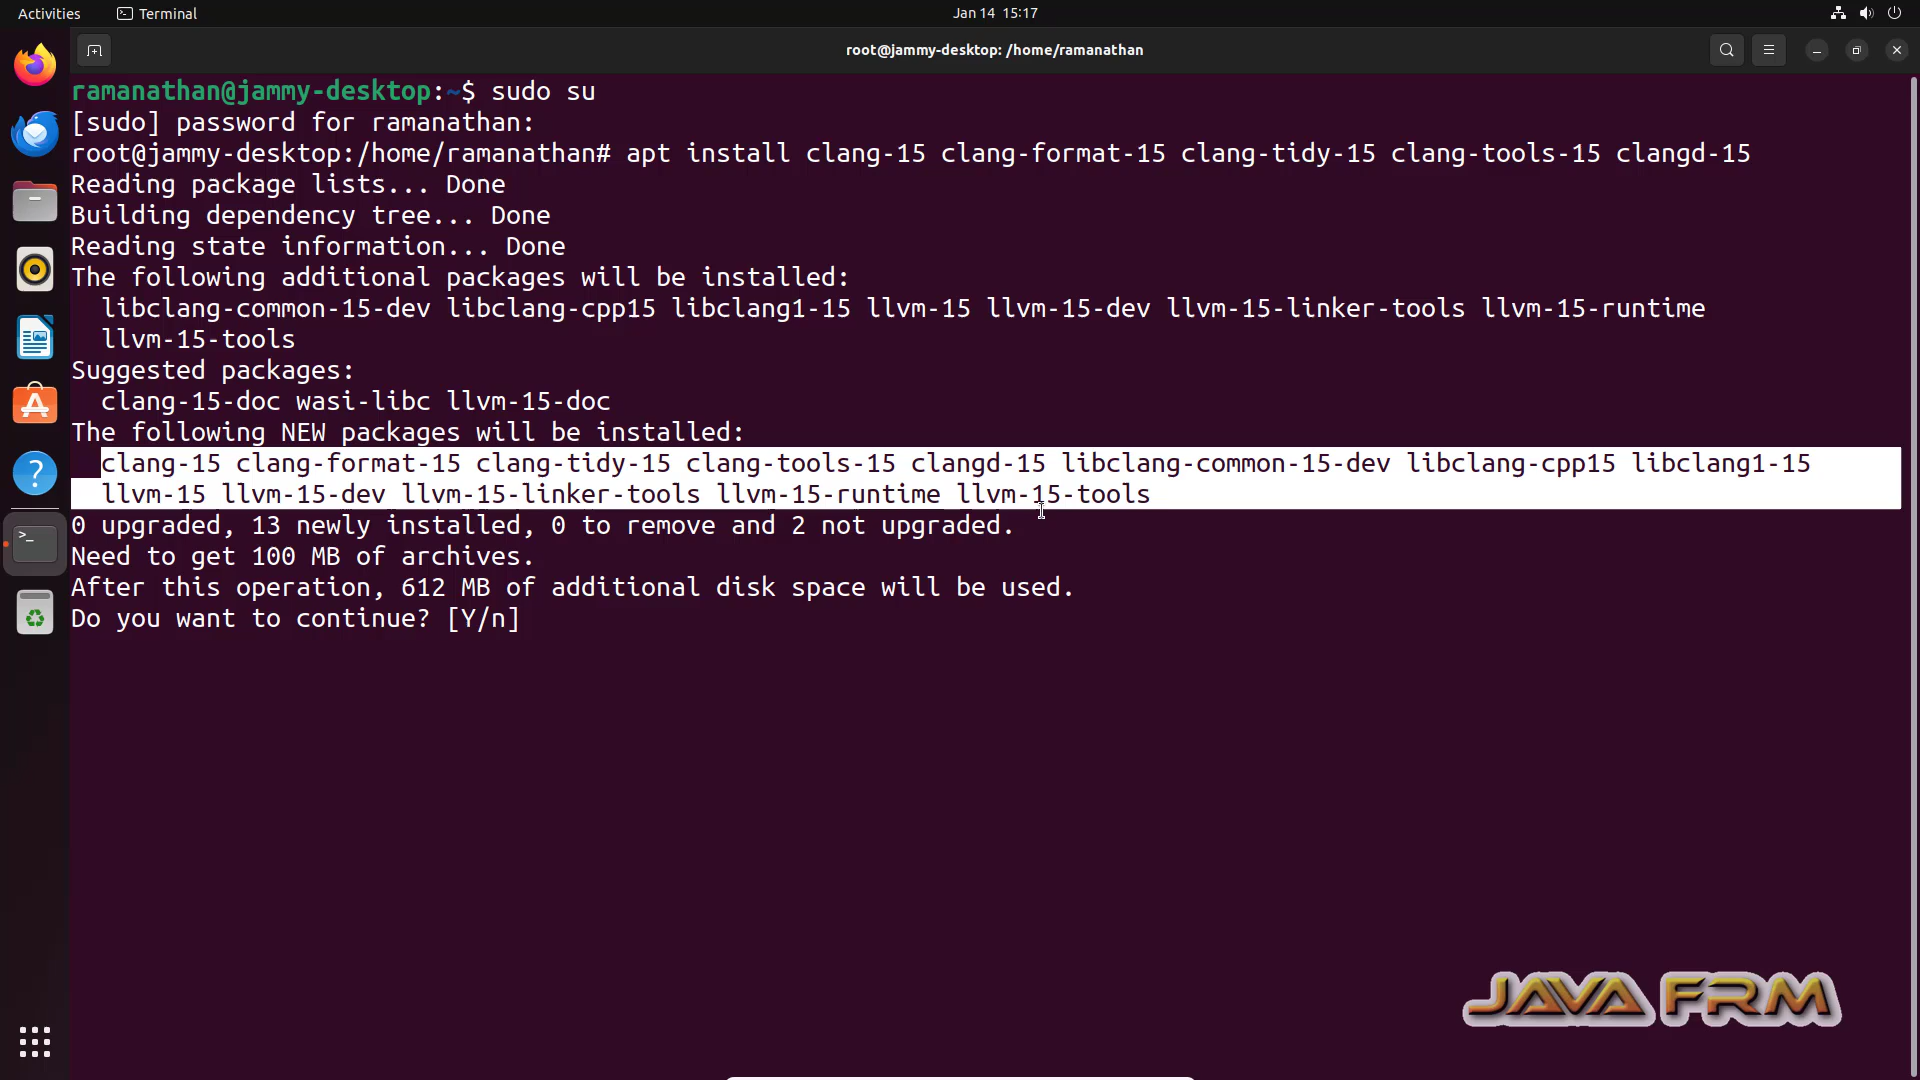 Activities Terminal Jan 14 15:17
root@jammy-desktop: /home/ramanathan
ramanathan@jammy-desktop:~$ sudo su
[sudo] password for ramanathan:
root@jammy-desktop:/home/ramanathan# apt install clang-15 clang-format-15 clang-tidy-15 clang-tools-15 clangd-15
Reading package lists... Done
Building dependency tree... Done
Reading state information... Done
The following additional packages will be installed:
libclang-common-15-dev libclang-cpp15 libclang1-15 llvm-15 llvm-15-dev llvm-15-linker-tools llvm-15-runtime
llvm-15-tools
Suggested packages:
clang-15-doc wasi-libc llvm-15-doc
The following NEW packages will be installed:
clang-15 clang-format-15 clang-tidy-15 clang-tools-15 clangd-15 libclang-common-15-dev libclang-cpp15 libclang1-15
llvm-15 llvm-15-dev llvm-15-linker-tools llvm-15-runtime llvm-15-tools
0 upgraded, 13 newly installed, 0 to remove and 2 not upgraded.
Need to get 100 MB of archives.
After this operation, 612 MB of additional disk space will be used.
Do you want to continue? [Y/n]
JAVA FRM